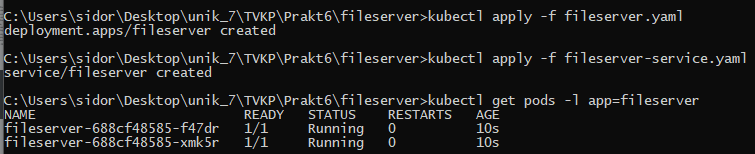 C:\Users\sidor\Desktop\unik_7\TVKP\Prakt6\fileserver>kubectl apply -f fileserver.yaml
deployment.apps/fileserver created
C:\Users\sidor\Desktop\unik_7\TVKP\Prakt6\fileserver>kubectl apply -f fileserver-service.yaml
service/fileserver created
C:\Users\sidor\Desktop\unik_7\TVKP\Prakt6\fileserver>kubectl get pods -l app=fileserver
NAME READY STATUS RESTARTS AGE
fileserver-688cf48585-f47dr 1/1 Running 0 10s
fileserver-688cf48585-xmk5r 1/1 Running 0 10s